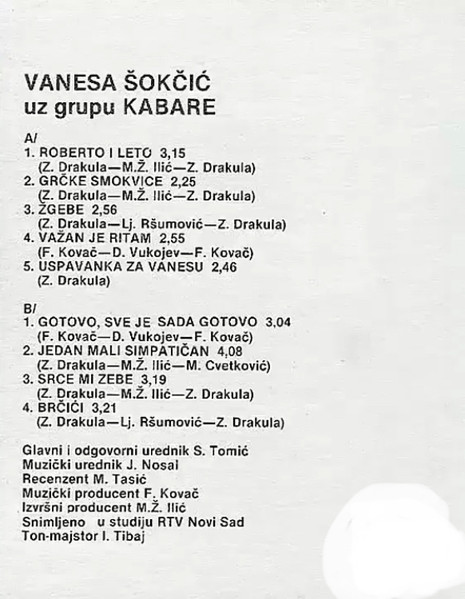 VANESA ŠOKČIĆ
uz grupu KABARE
A/
1. ROBERTO I LETO 3,15
(Z. Drakula—M.Ž. Ilić—Z. Drakula)
2. GRČKE SMOKVICE 2,25
(Z. Drakula—M.Ž. Ilić—Z. Drakula)
3. ŽGEBE 2,56
(Z. Drakula—Lj. Ršumović—Z. Drakula)
4. VAŽAN JE RITAM 2,55
(F. Kovač—D. Vukojev—F. Kovač)
5. USPAVANKA ZA VANESU 2,46
(Z. Drakula)
B/
1. GOTOVO, SVE JE SADA GOTOVO 3,04
(F. Kovač—D. Vukojev—F. Kovač)
2. JEDAN MALI SIMPATIČAN 4,08
(Z. Drakula—M.Ž. Ilić—M. Cvetković)
3. SRCE MI ZEBE 3,19
(Z. Drakula—M.Ž. Ilić—Z. Drakula)
4. BRČIĆI 3,21
(Z. Drakula—Lj. Ršumović—Z. Drakula)
Glavni i odgovorni urednik S. Tomić
Muzički urednik J. Nosal
Recenzent M. Tasić
Muzički producent F. Kovač
Izvršni producent M.Ž. Ilić
Snimljeno u studiju RTV Novi Sad
Ton-majstor I. Tibaj